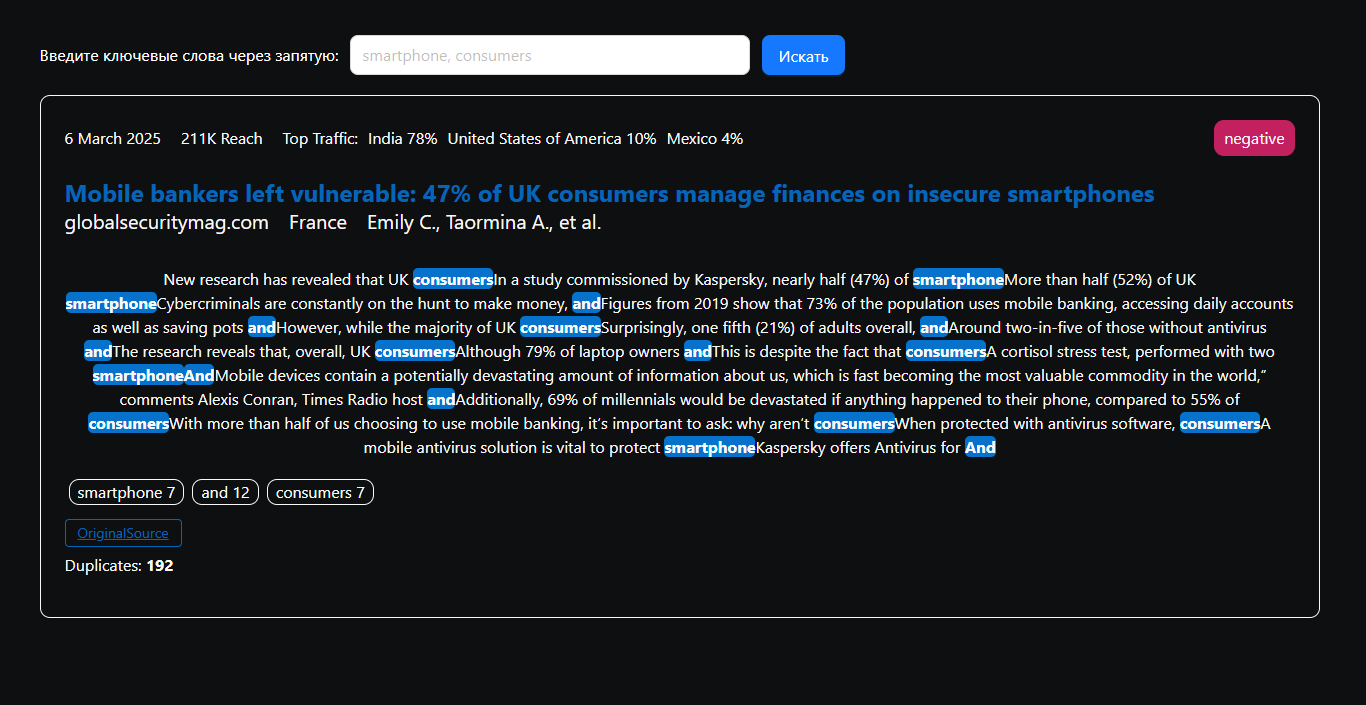 Введите ключевые слова через запятую: smartphone, consumers Искать
6 March 2025 211K Reach Top Traffic: India 78% United States of America 10% Mexico 4% negative
Mobile bankers left vulnerable: 47% of UK consumers manage finances on insecure smartphones
globalsecuritymag.com France Emily C., Taormina A., et al.
New research has revealed that UK consumersIn a study commissioned by Kaspersky, nearly half (47%) of smartphoneMore than half (52%) of UK
smartphoneCybercriminals are constantly on the hunt to make money, andFigures from 2019 show that 73% of the population uses mobile banking, accessing daily accounts
as well as saving pots andHowever, while the majority of UK consumersSurprisingly, one fifth (21%) of adults overall, andAround two-in-five of those without antivirus
andThe research reveals that, overall, UK consumersAlthough 79% of laptop owners andThis is despite the fact that consumersA cortisol stress test, performed with two
smartphoneAndMobile devices contain a potentially devastating amount of information about us, which is fast becoming the most valuable commodity in the world,”
comments Alexis Conran, Times Radio host andAdditionally, 69% of millennials would be devastated if anything happened to their phone, compared to 55% of
consumersWith more than half of us choosing to use mobile banking, it’s important to ask: why aren’t consumersWhen protected with antivirus software, consumersA
mobile antivirus solution is vital to protect smartphoneKaspersky offers Antivirus for And
smartphone 7 and 12 consumers 7
OriginalSource
Duplicates: 192